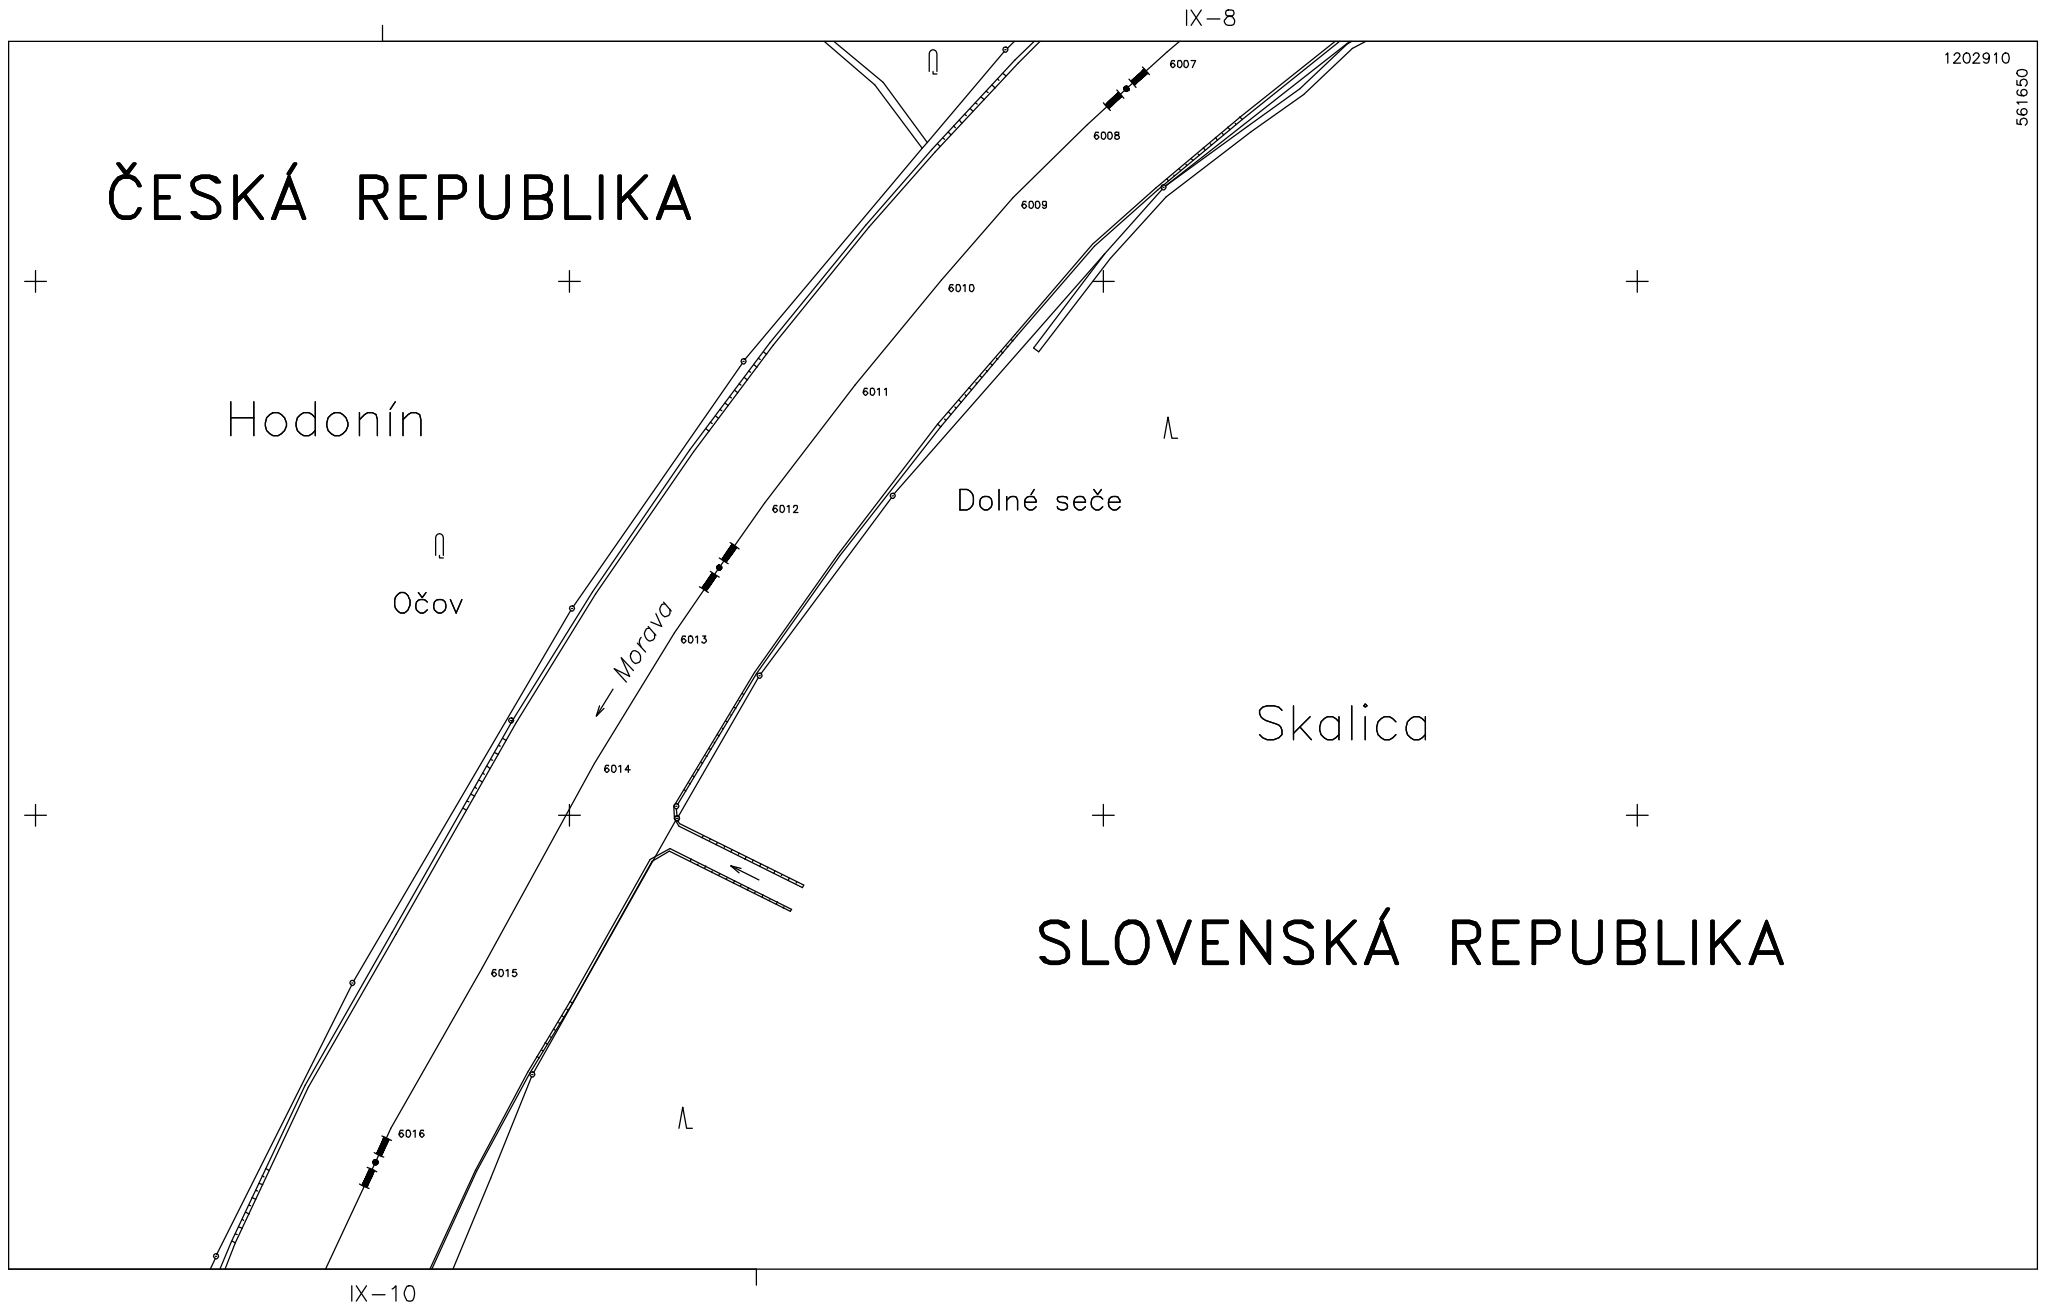 IX-8
1202910
561650
6007
6008
ČESKÁ REPUBLIKA
6009
6010
6011
Hodonín
Dolné seče
6012
Očov
6013
Morava
Skalica
6014
SLOVENSKÁ REPUBLIKA
6015
6016
IX-10